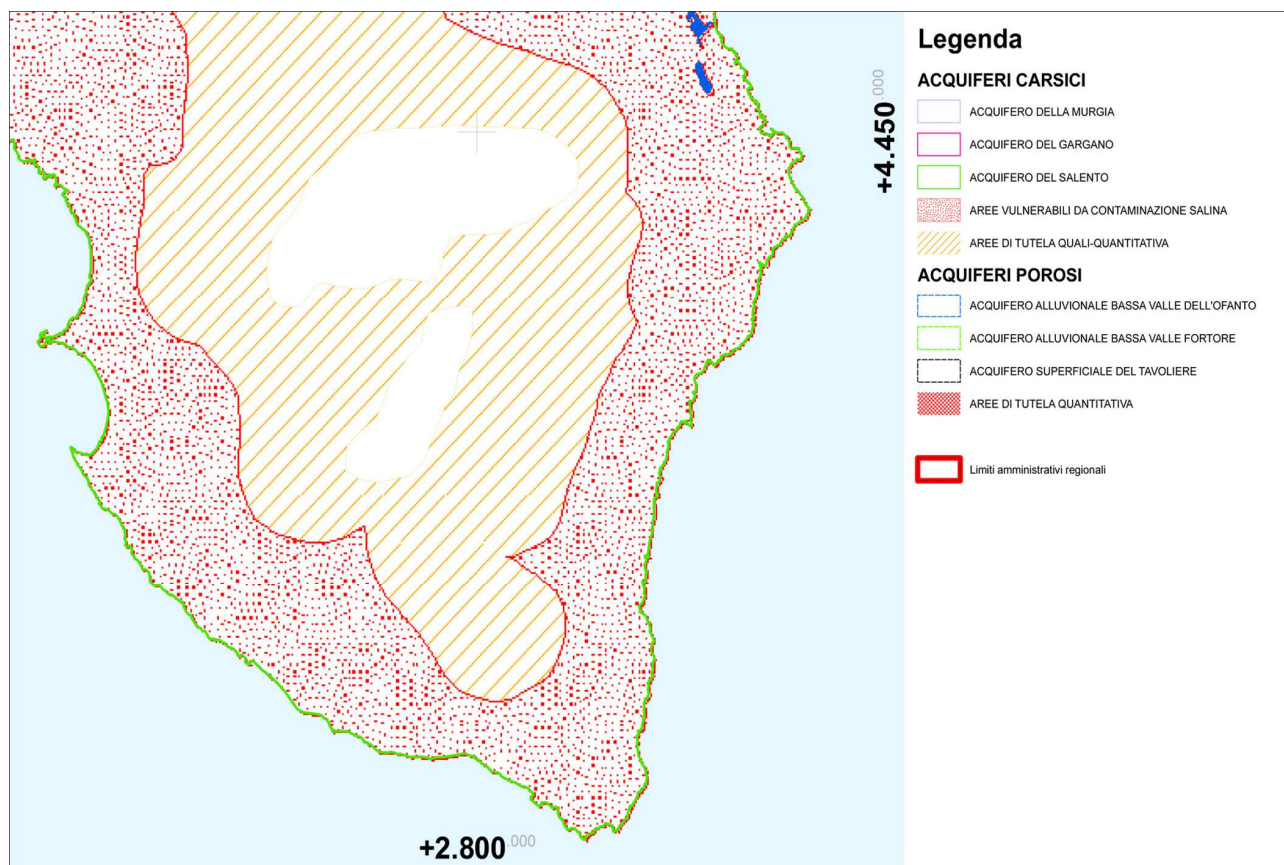 Legenda
ACQUIFERI CARSICI
ACQUIFERO DELLA MURGIA
ACQUIFERO DEL GARGANO
ACQUIFERO DEL SALENTO
AREE VULNERABILI DA CONTAMINAZIONE SALINA
AREE DI TUTELA QUALI-QUANTITATIVA
ACQUIFERI POROSI
ACQUIFERO ALLUVIONALE BASSA VALLE DELL'OFANTO
ACQUIFERO ALLUVIONALE BASSA VALLE FORTORE
ACQUIFERO SUPERFICIALE DEL TAVOLIERE
AREE DI TUTELA QUANTITATIVA
Limiti amministrativi regionali
+4.450.000
+2.800.000